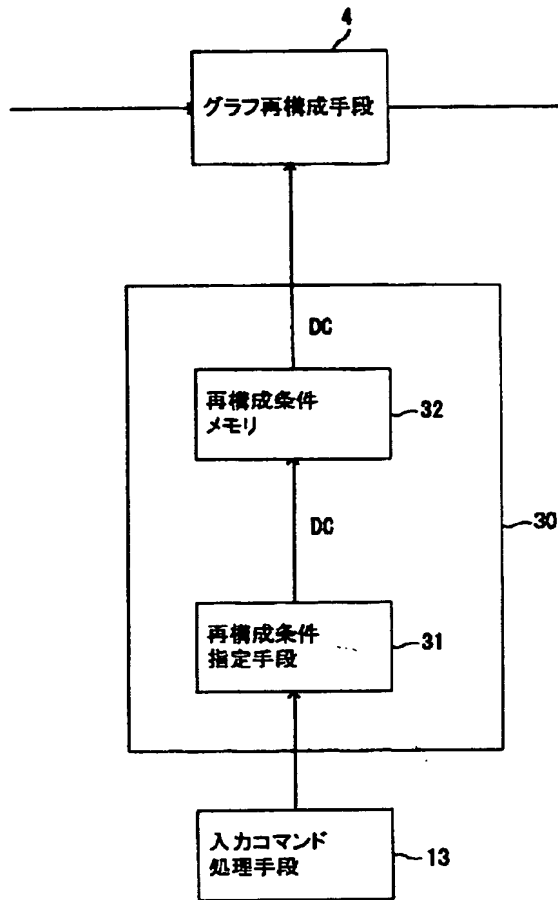 4
グラフ再構成手段
DC
再構成条件
メモリ
32
DC
30
再構成条件
指定手段
31
入力コマンド
処理手段
13